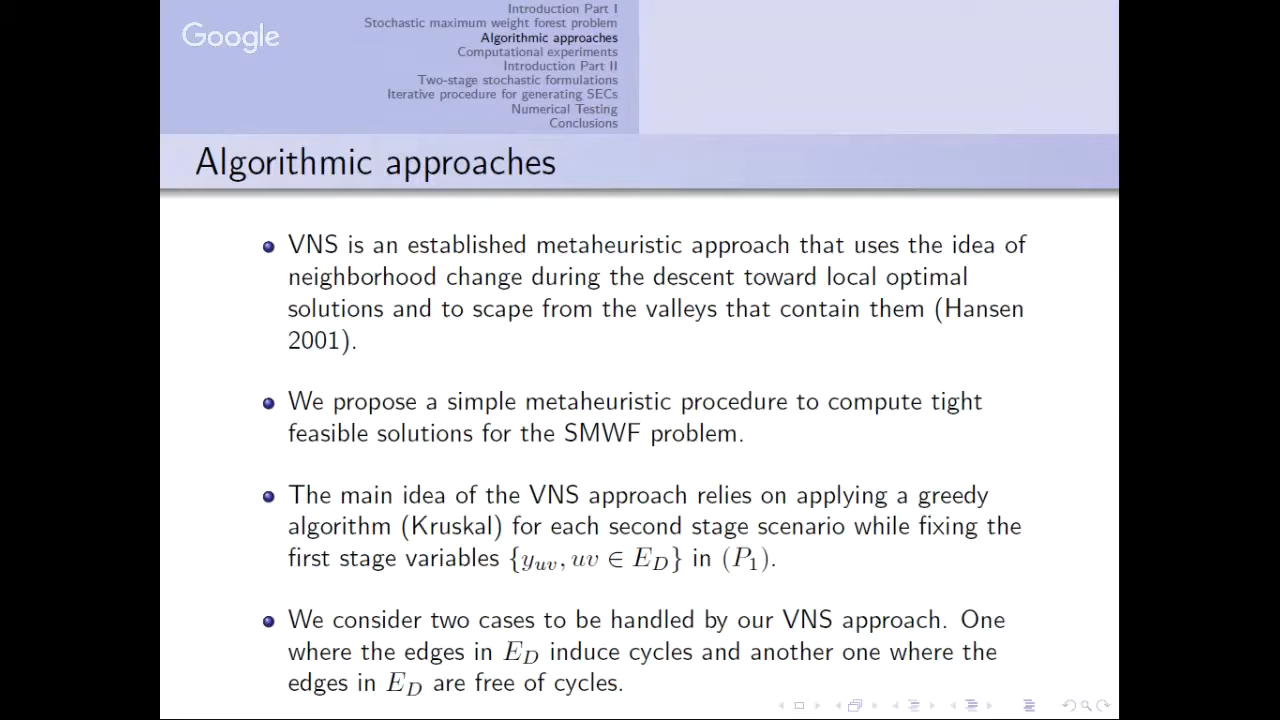 Google
Introduction Part I
Stochastic maximum weight forest problem
Algorithmic approaches
Computational experiments
Introduction Part II
Two-stage stochastic formulations
Iterative procedure for generating SECs
Numerical Testing
Conclusions
Algorithmic approaches
VNS is an established metaheuristic approach that uses the idea of
neighborhood change during the descent toward local optimal
solutions and to scape from the valleys that contain them (Hansen
2001).
We propose a simple metaheuristic procedure to compute tight
feasible solutions for the SMWF problem.
The main idea of the VNS approach relies on applying a greedy
algorithm (Kruskal) for each second stage scenario while fixing the
first stage variables {y_{uv}, uv ∈ E_D} in (P_1).
We consider two cases to be handled by our VNS approach. One
where the edges in E_D induce cycles and another one where the
edges in E_D are free of cycles.